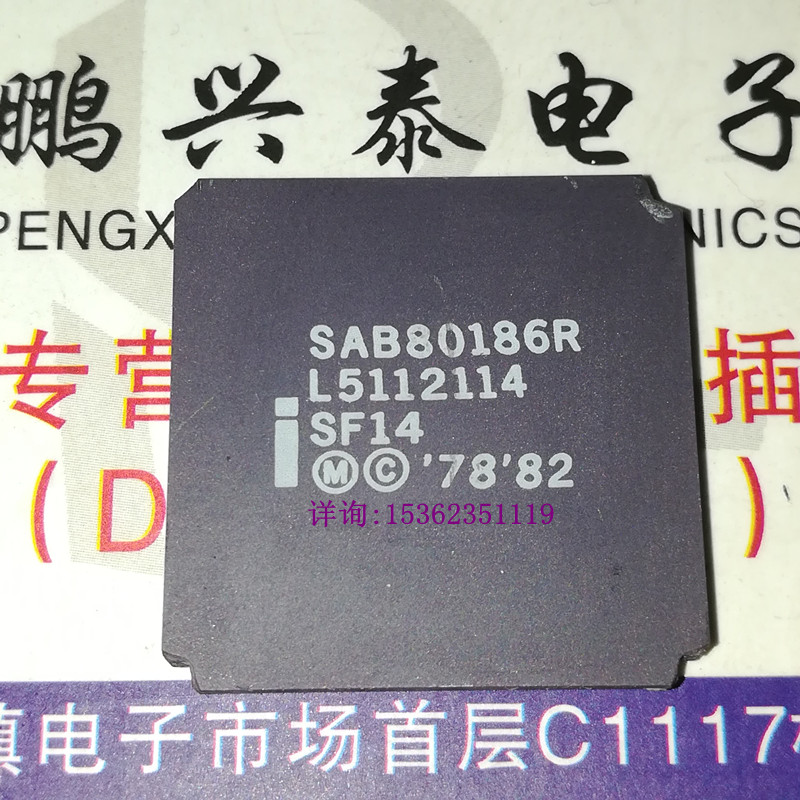 鹏兴泰电子
PENGX NICS
专营 插
(D )
SAB80186R
L5112114
i SF14
Ⓜ © '78 '82
详询:15362351119
镇电子市场首层C1117